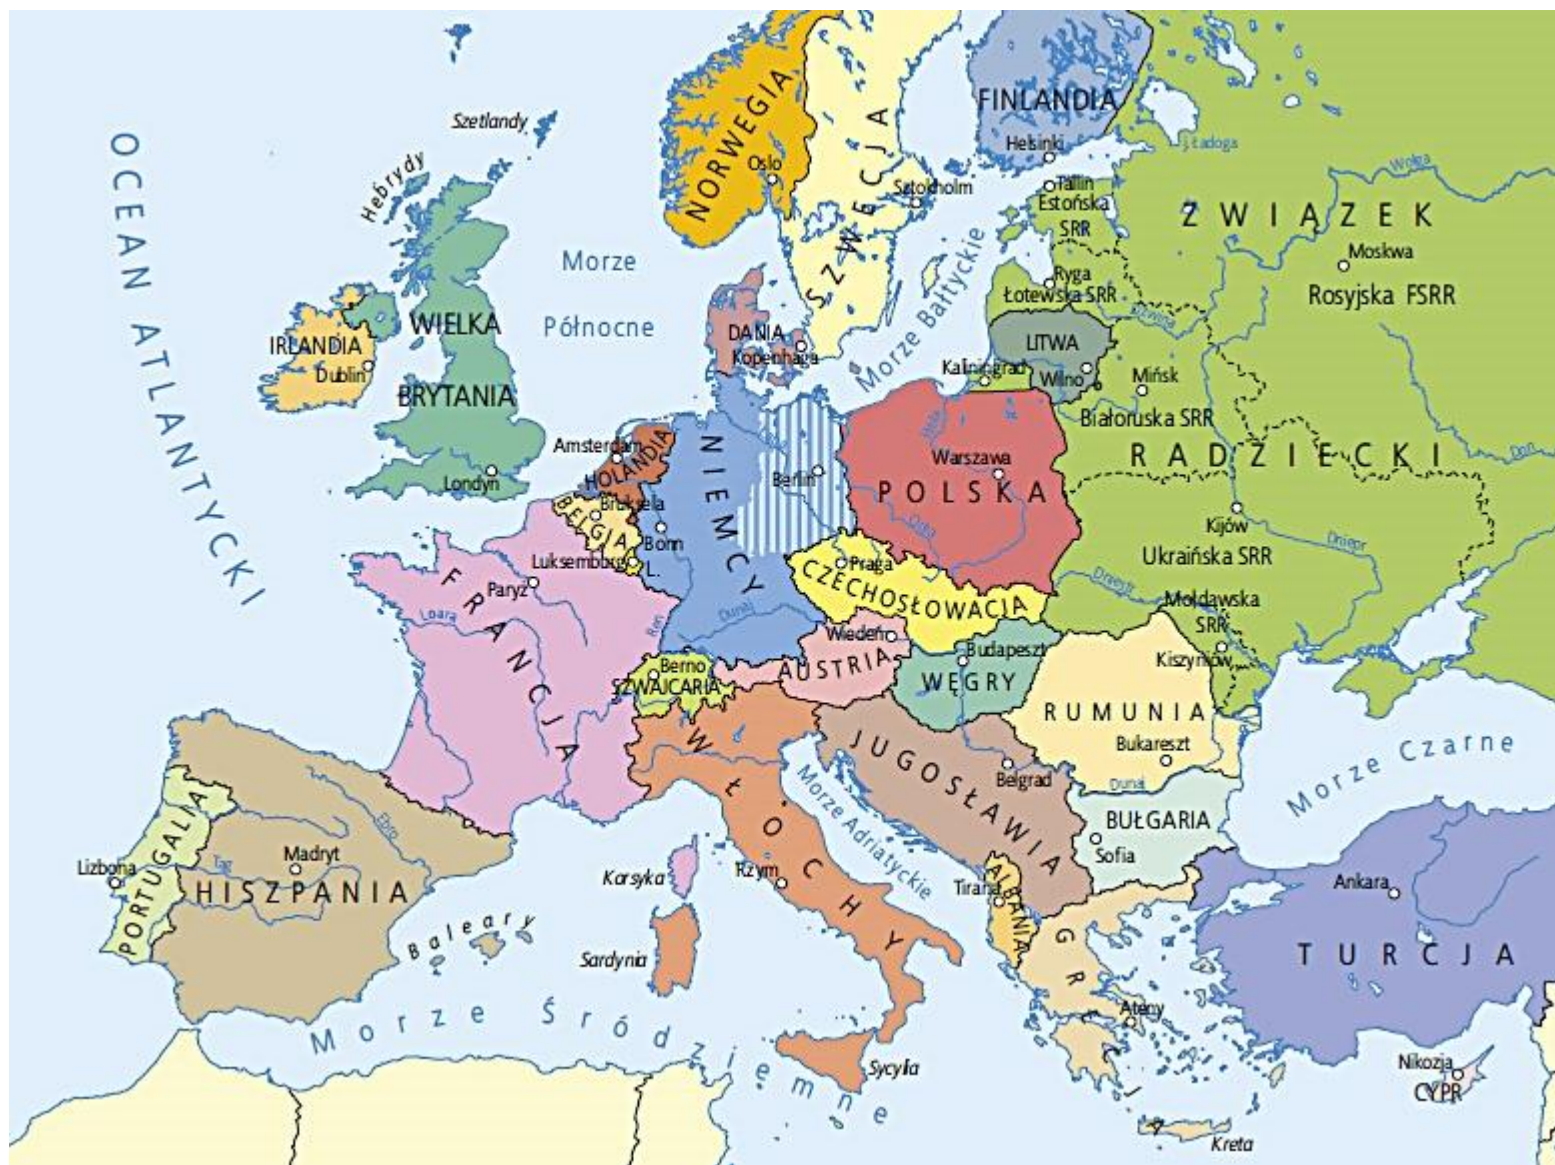 OCEAN ATLANTYCKI
Szetlandy
Hebrydy
NORWEGIA
Oslo
SZWECJA
Sztokholm
FINLANDIA
Helsinki
J. Ładoga
Wołga
Tallin
Estońska
SRR
ZWIĄZEK
Moskwa
Rosyjska FSRR
Ryga
Łotewska SRR
Dźwina
Morze
Północne
Morze Bałtyckie
DANIA
Kopenhaga
WIELKA
BRYTANIA
IRLANDIA
Dublin
Londyn
LITWA
Wilno
Kaliningrad
Mińsk
Białoruska SRR
RADZIECKI
Don
Amsterdam
HOLANDIA
NIEMCY
Berlin
Bonn
Wisła
Warszawa
POLSKA
Odra
BELGIA
Bruksela
Luksemburg
L.
Kijów
Ukraińska SRR
Dniepr
Dniestr
Praga
CZECHOSŁOWACJA
FRANCJA
Paryż
Loara
Ren
Dunaj
Mołdawska
SRR
Kiszyniów
Wiedeń
AUSTRIA
Budapeszt
WĘGRY
Berno
SZWAJCARIA
RUMUNIA
Bukareszt
Dunaj
WŁOCHY
Rzym
JUGOSŁAWIA
Belgrad
Morze Czarne
Morze Adriatyckie
BUŁGARIA
Sofia
PORTUGALIA
Lizbona
Tag
Ebro
Madryt
HISZPANIA
Baleary
Korsyka
Sardynia
Tirana
ALBANIA
GRECJA
Ateny
Ankara
TURCJA
Morze Śródziemne
Sycylia
Nikozja
CYPR
Kreta